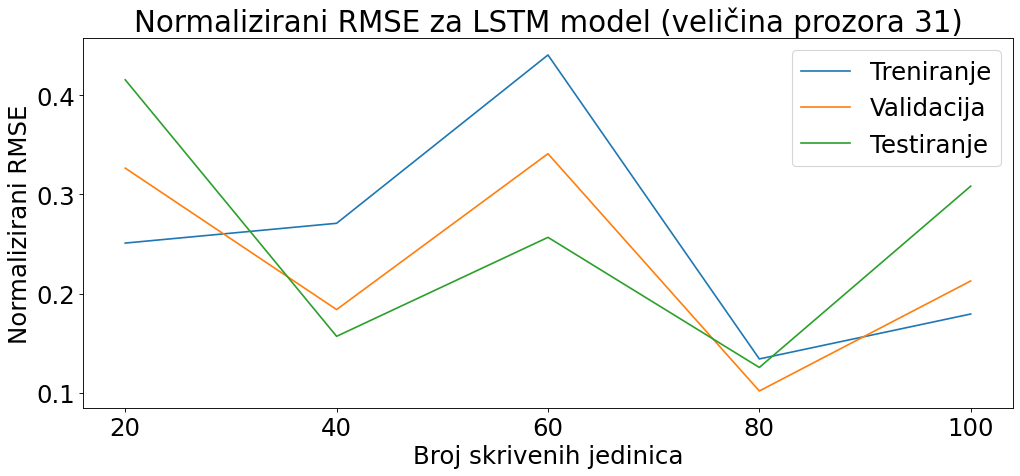 Normalizirani RMSE za LSTM model (veličina prozora 31)
Normalizirani RMSE
0.4
0.3
0.2
0.1
Treniranje
Validacija
Testiranje
20 40 60 80 100
Broj skrivenih jedinica